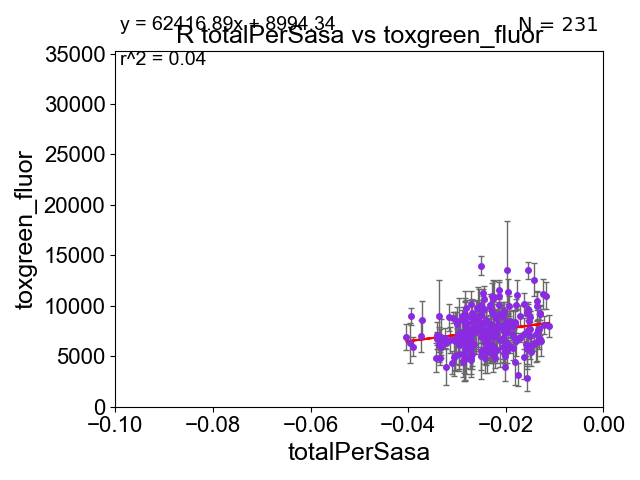 y = 62416.89x + 8994.34
N = 231
R totalPerSasa vs toxgreen_fluor
r^2 = 0.04
35000
30000
25000
20000
15000
10000
5000
0
toxgreen_fluor
−0.10 −0.08 −0.06 −0.04 −0.02 0.00
totalPerSasa